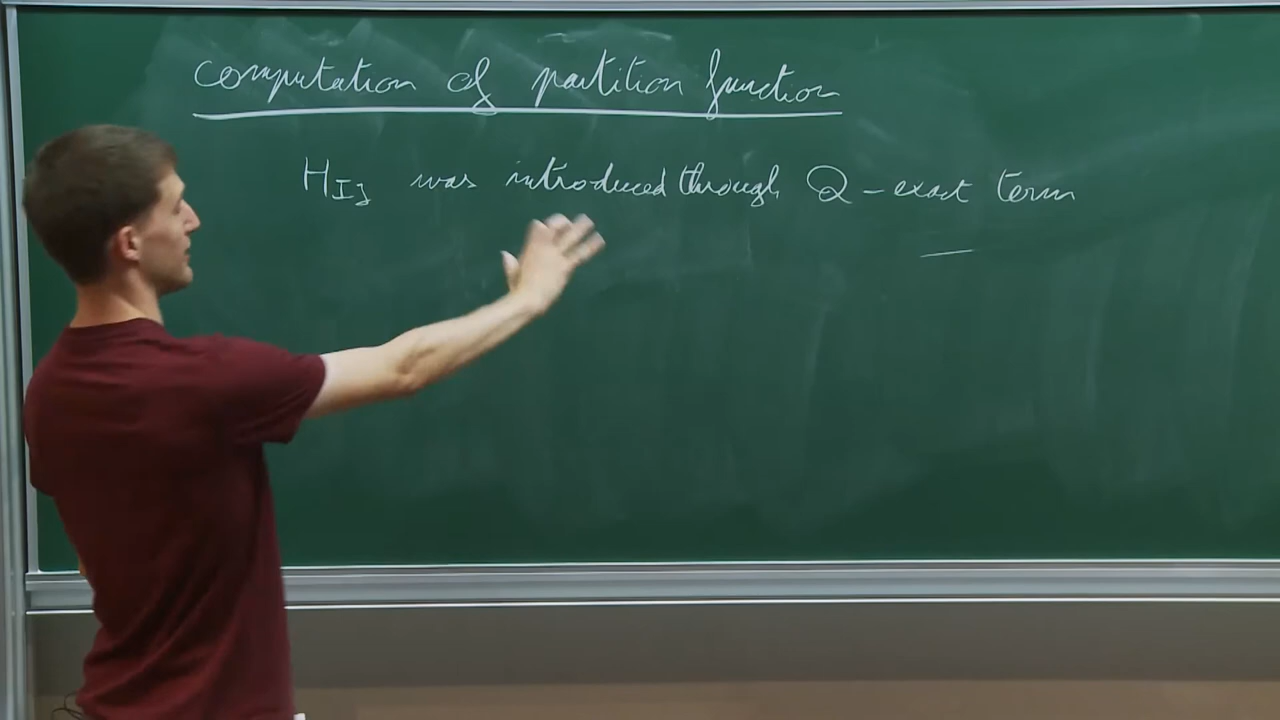 computation of partition function
H_IJ was introduced through Q-exact term